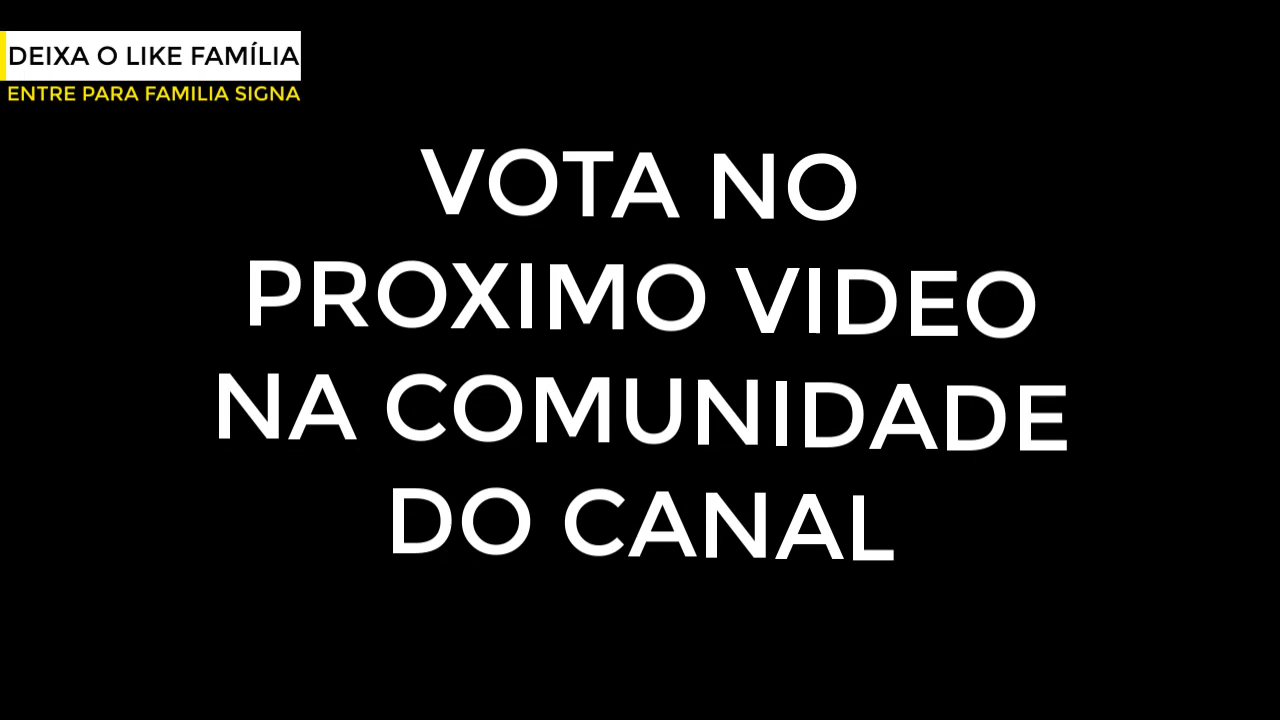 DEIXA O LIKE FAMÍLIA
ENTRE PARA FAMILIA SIGNA
VOTA NO
PROXIMO VIDEO
NA COMUNIDADE
DO CANAL